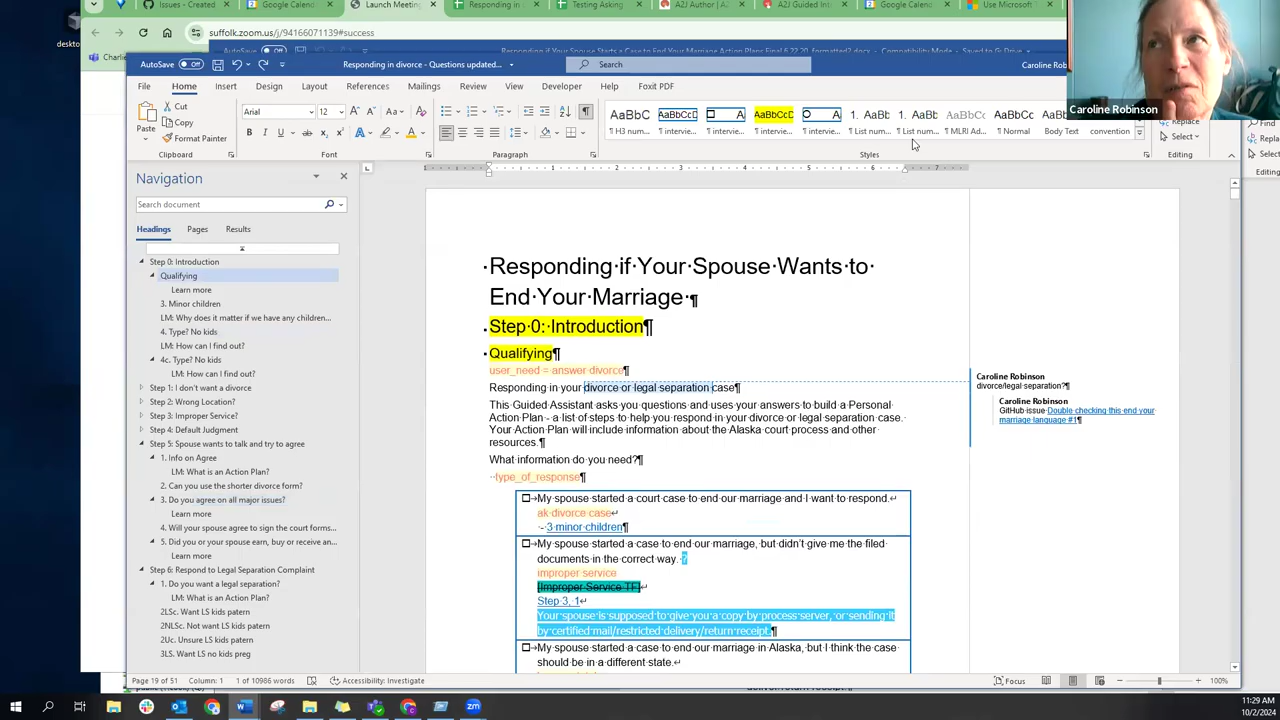 Issues - Created
Google Calend
Launch Meeting
Responding in
Testing Asking
A2J Author
A2J Guided Int
Google Calenda
Use Microsoft T
suffolk.zoom.us/j/94166071139#success
Responding if Your Spouse Starts a Case to End Your Marriage Action Plans Final 6.22.20_formatted?.docx - Compatibility Mode - Saved to G: Drive
AutoSave Off
Responding in divorce - Questions updated...
Search
Caroline Ro
File Home Insert Design Layout References Mailings Review View Developer Help Foxit PDF
Caroline Robinson
Paste
Cut
Copy
Format Painter
Arial
12
AaBbC
AaBbCcD
A
AaBbCcD
A
1. AaBb
1. AaBb
AaBbCcD
AaBbCcDc
AaBbCcDc
AaBbCcDc
¶ H3 num...
¶ intervie...
¶ intervie...
¶ intervie...
¶ intervie...
¶ List num...
¶ List num...
¶ MLRI Ad...
¶ Normal
Body Text
convention
Replace
Select
Clipboard
Font
Paragraph
Styles
Editing
Navigation
Search document
Headings Pages Results
Step 0: Introduction
Qualifying
Learn more
3. Minor children
LM: Why does it matter if we have any children...
4. Type? No kids
LM: How can I find out?
4c. Type? No kids
LM: How can I find out?
Step 1: I don't want a divorce
Step 2: Wrong Location?
Step 3: Improper Service?
Step 4: Default Judgment
Step 5: Spouse wants to talk and try to agree
1. Info on Agree
LM: What is an Action Plan?
2. Can you use the shorter divorce form?
3. Do you agree on all major issues?
Learn more
4. Will your spouse agree to sign the court forms...
5. Did you or your spouse earn, buy or receive an...
Learn more
Step 6: Respond to Legal Separation Complaint
1. Do you want a legal separation?
LM: What is an Action Plan?
2LSc. Want LS kids patern
2NLSc. Not want LS kids patern
2Uc. Unsure LS kids patern
3LS. Want LS no kids preg
Responding·if·Your·Spouse·Wants·to·
End·Your·Marriage·¶
Step·0:·Introduction¶
Qualifying¶
user_need = answer divorce¶
Responding·in·your·divorce·or·legal·separation·case¶
This·Guided·Assistant·asks·you·questions·and·uses·your·answers·to·build·a·Personal·
Action·Plan·-·a·list·of·steps·to·help·you·respond·in·your·divorce·or·legal·separation·case.·
Your·Action·Plan·will·include·information·about·the·Alaska·court·process·and·other·
resources.¶
What·information·do·you·need?¶
type_of_response¶
My·spouse·started·a·court·case·to·end·our·marriage·and·I·want·to·respond.↵
ak·divorce·case↵
·-·3·minor·children¶
My·spouse·started·a·case·to·end·our·marriage,·but·didn't·give·me·the·filed·
documents·in·the·correct·way.·?
improper service
[Improper·Service·TF]↵
Step·3,·1↵
Your·spouse·is·supposed·to·give·you·a·copy·by·process·server,·or·sending·it·
by·certified·mail/restricted·delivery/return·receipt.¶
My·spouse·started·a·case·to·end·our·marriage·in·Alaska,·but·I·think·the·case·
should·be·in·a·different·state.↵
Caroline Robinson
divorce/legal separation?¶
Caroline Robinson
GitHub issue Double checking this end your
marriage language #1¶
Page 19 of 51 Column: 1 1 of 10986 words Accessibility: Investigate Focus 100%
11:29 AM
10/2/2024